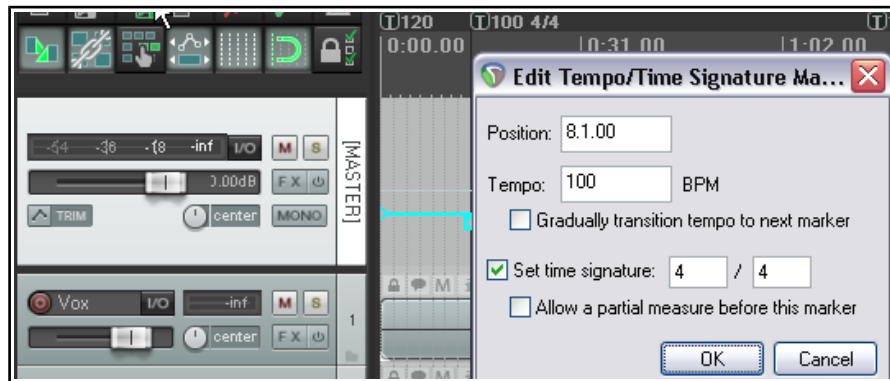 T120
T100 4/4
T
0:00.00
0:31.00
1:02.00
Edit Tempo/Time Signature Ma...
Position: 8.1.00
Tempo: 100 BPM
Gradually transition tempo to next marker
Set time signature: 4 / 4
Allow a partial measure before this marker
OK Cancel
-54 -36 -18 -inf I/O M S
0.00dB FX
TRIM center MONO
[MASTER]
Vox I/O -inf M S
center FX
1
M
M